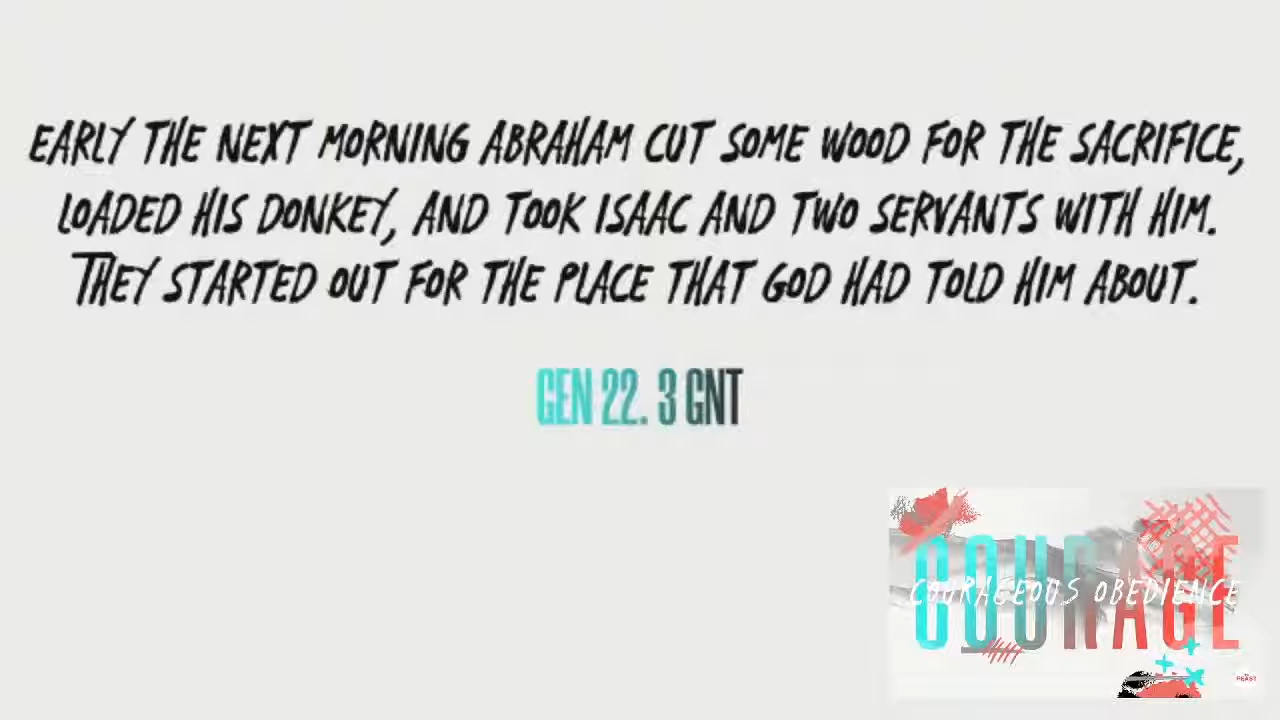 EARLY THE NEXT MORNING ABRAHAM CUT SOME WOOD FOR THE SACRIFICE,
LOADED HIS DONKEY, AND TOOK ISAAC AND TWO SERVANTS WITH HIM.
THEY STARTED OUT FOR THE PLACE THAT GOD HAD TOLD HIM ABOUT.
GEN 22. 3 GNT
COURAGE
COURAGEOUS OBEDIENCE
FEAST